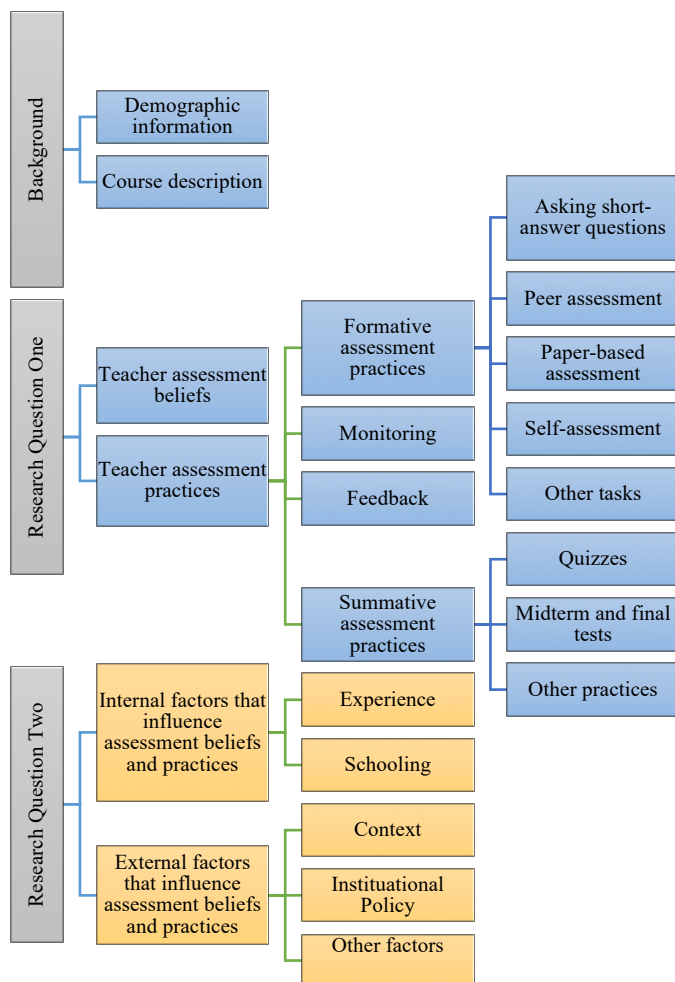 Background
Demographic
information
Course description
Research Question One
Teacher assessment
beliefs
Teacher assessment
practices
Formative
assessment
practices
Asking short-
answer questions
Peer assessment
Paper-based
assessment
Self-assessment
Other tasks
Monitoring
Feedback
Summative
assessment
practices
Quizzes
Midterm and final
tests
Other practices
Research Question Two
Internal factors that
influence
assessment beliefs
and practices
Experience
Schooling
External factors
that influence
assessment beliefs
and practices
Context
Instituational
Policy
Other factors